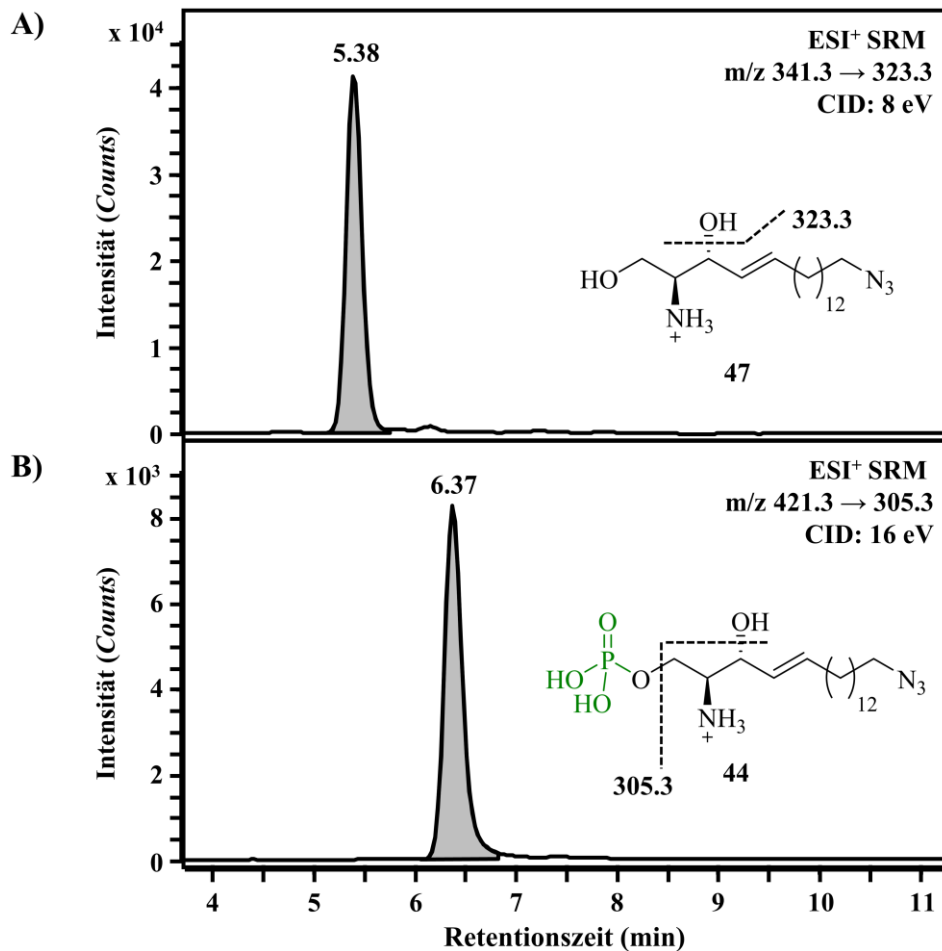 A)
x 10⁴
5.38
ESI⁺ SRM
m/z 341.3 → 323.3
CID: 8 eV
4
3
2
1
0
Intensität (Counts)
OH
323.3
HO
NH₃
+
12
N₃
47
B)
x 10³
6.37
ESI⁺ SRM
m/z 421.3 → 305.3
CID: 16 eV
8
6
4
2
0
Intensität (Counts)
O
OH
HO
P
O
HO
NH₃
+
12
N₃
305.3
44
4 5 6 7 8 9 10 11
Retentionszeit (min)